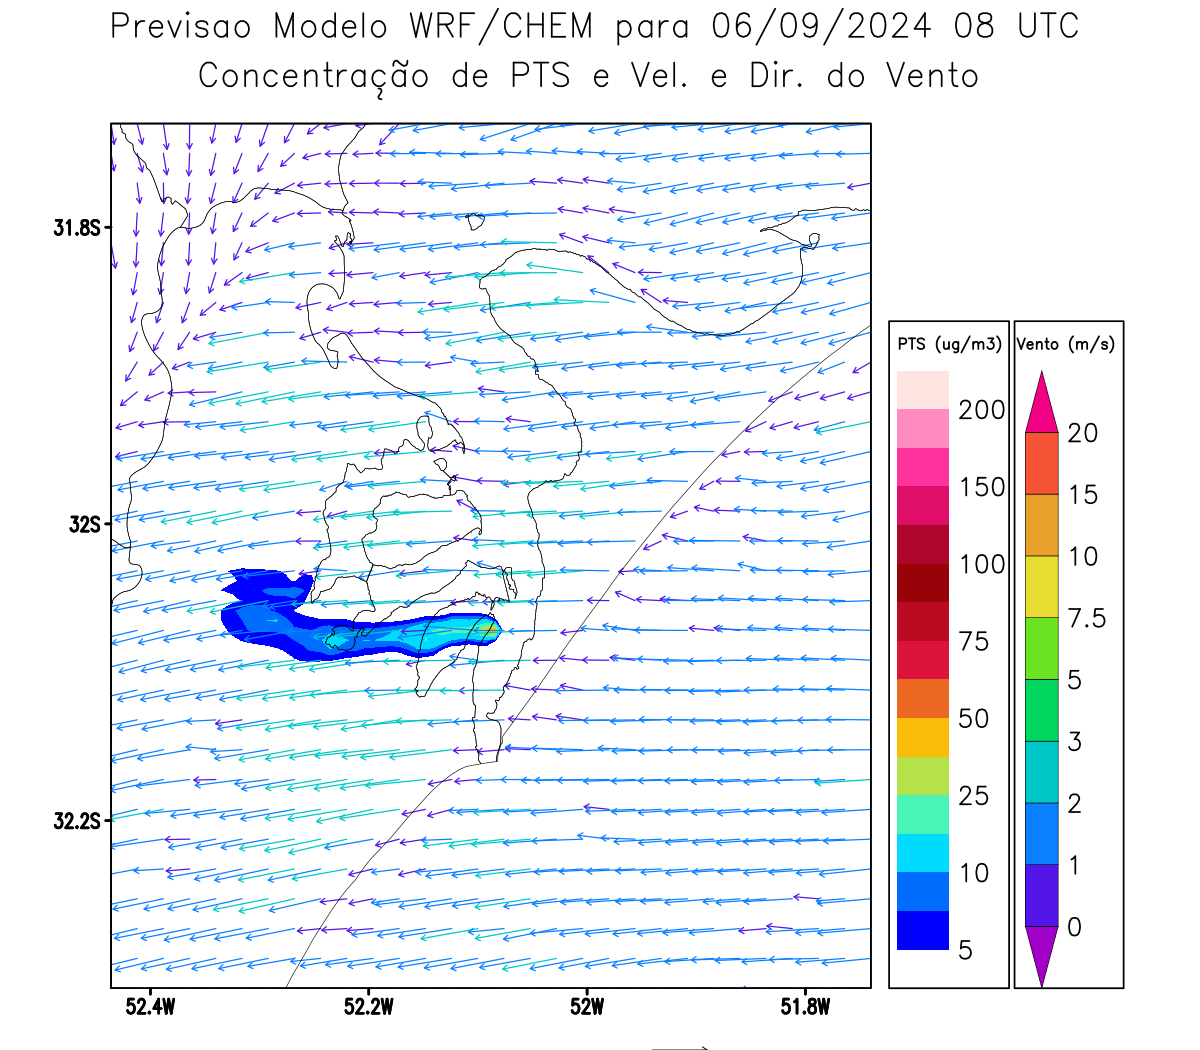 Previsao Modelo WRF/CHEM para 06/09/2024 08 UTC
Concentração de PTS e Vel. e Dir. do Vento
31.8S
32S
32.2S
52.4W
52.2W
52W
51.8W
PTS (ug/m3)
200
150
100
75
50
25
10
5
Vento (m/s)
20
15
10
7.5
5
3
2
1
0